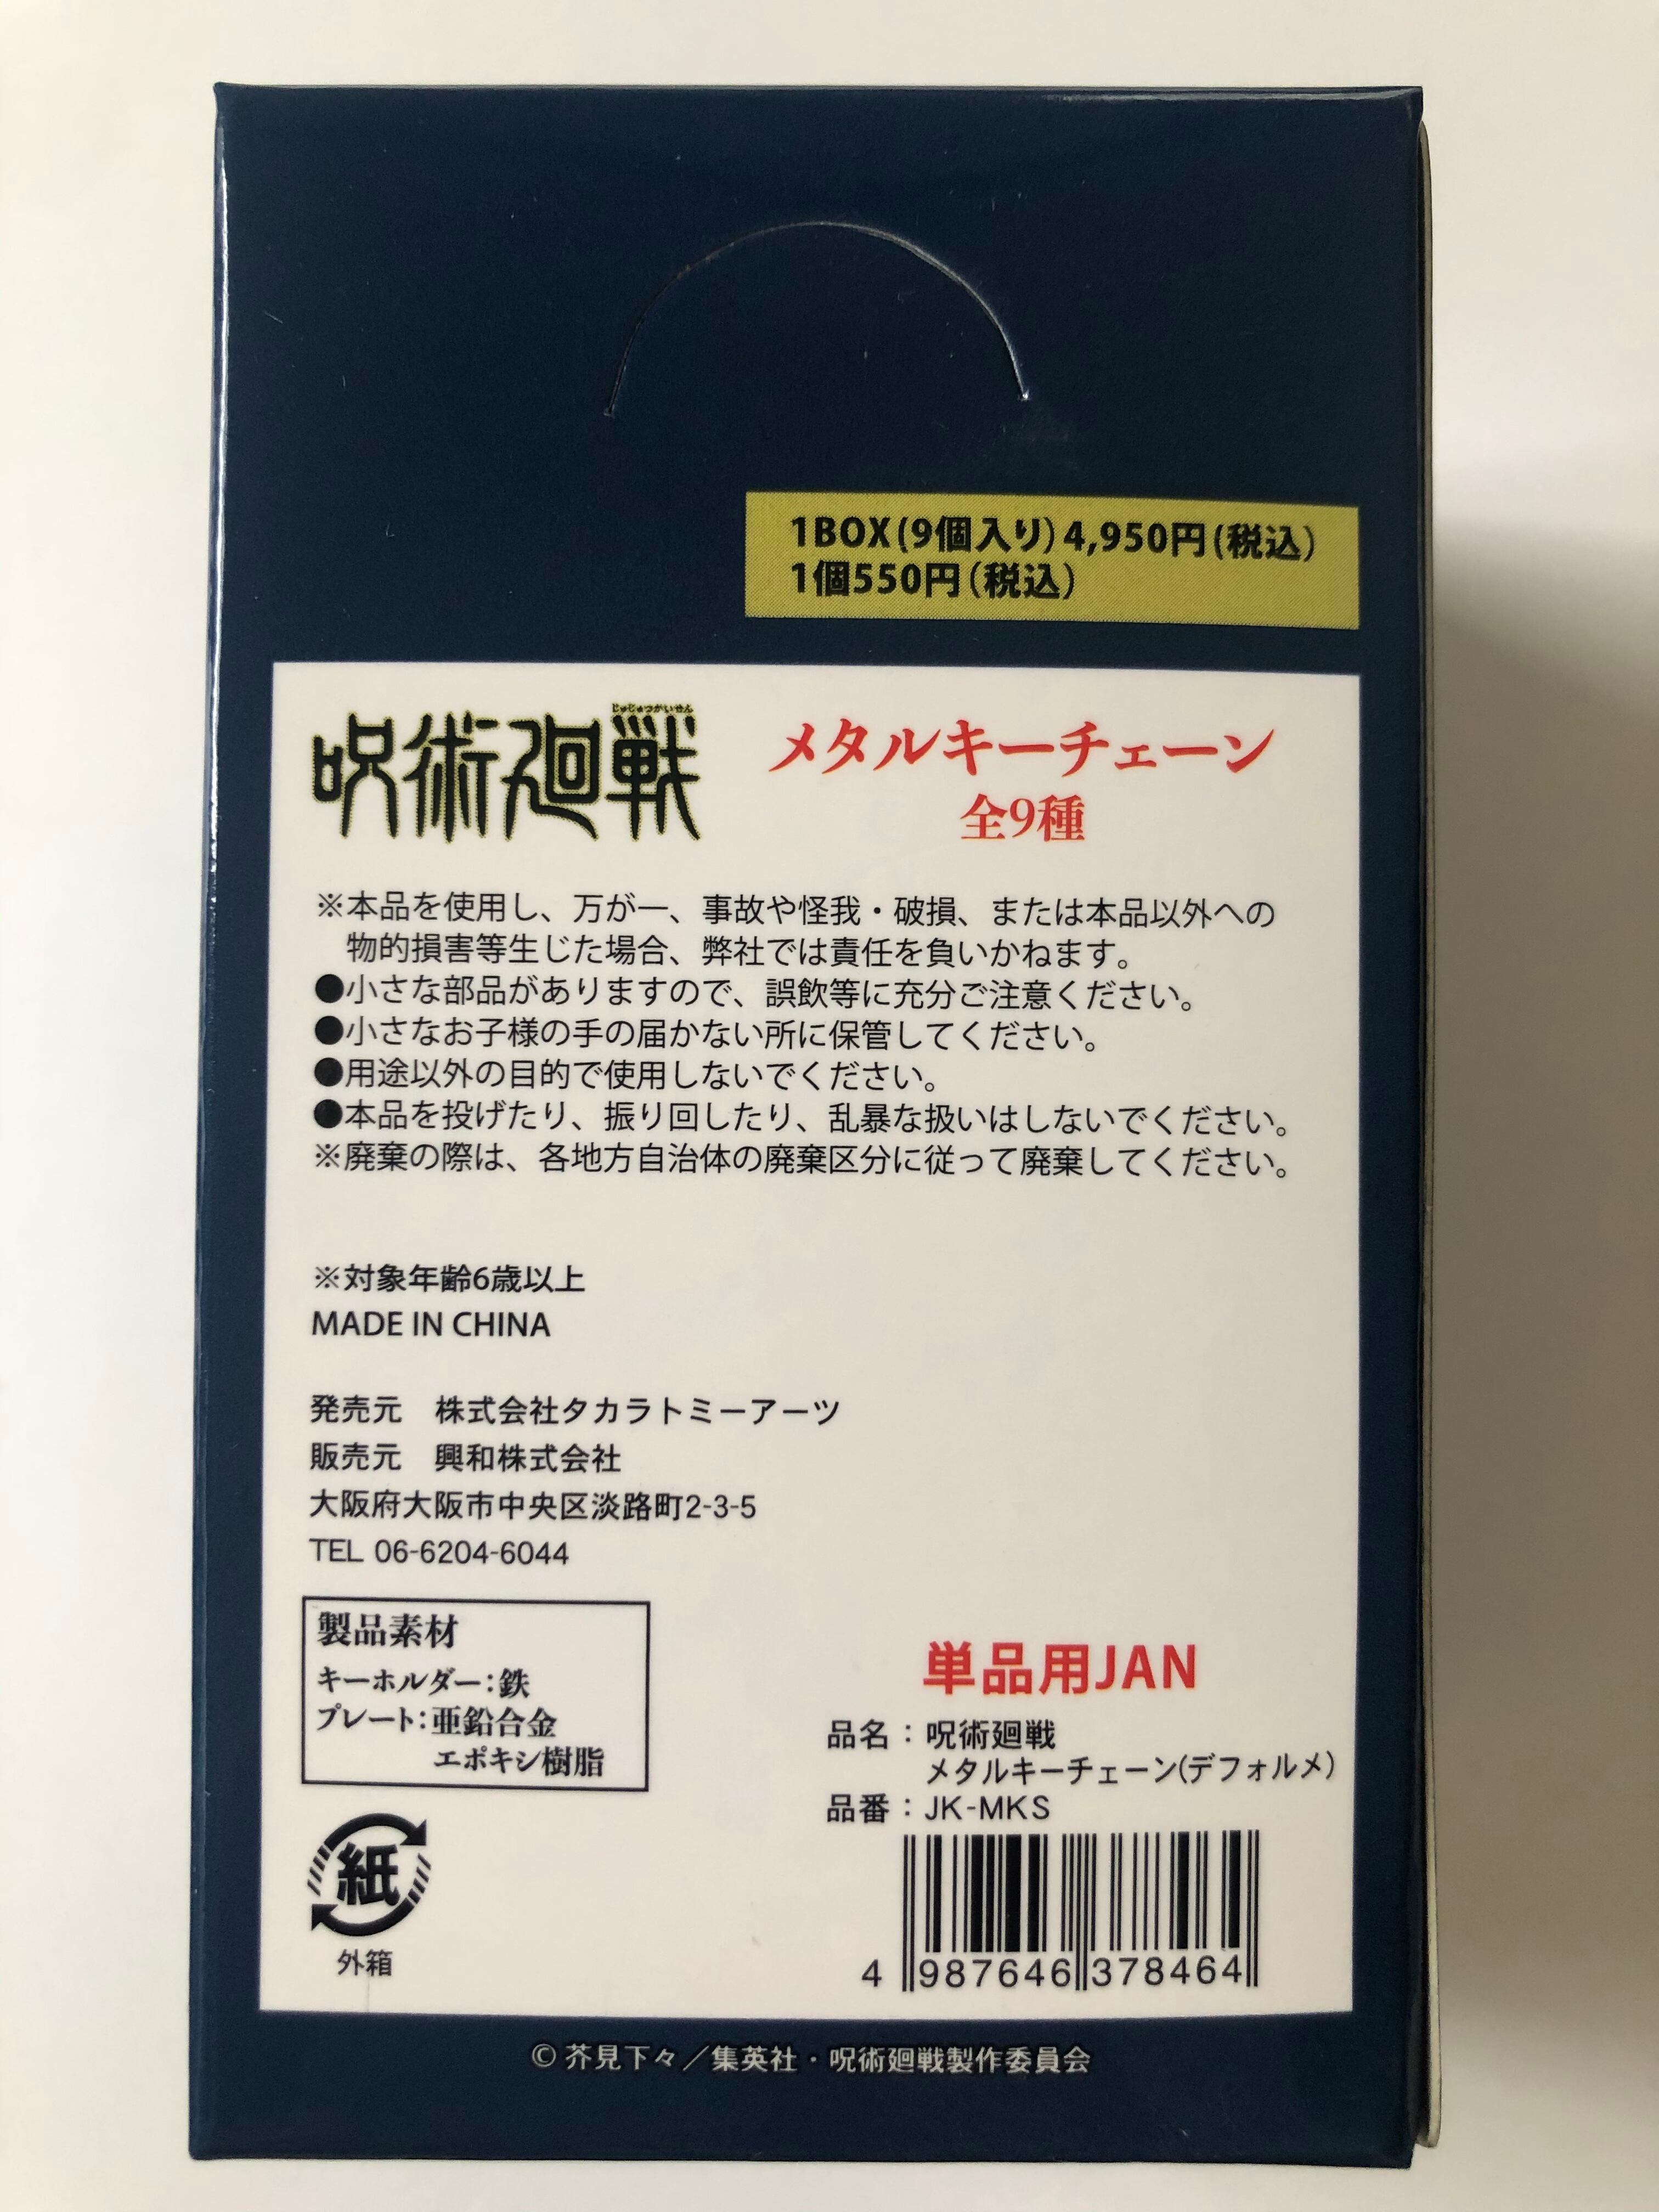 1BOX(9個入り)4,950円(税込)
1個550円(税込)
じゅじゅつかいせん
呪術廻戦
メタルキーチェーン
全9種
※本品を使用し、万が一、事故や怪我・破損、または本品以外への
物的損害等生じた場合、弊社では責任を負いかねます。
●小さな部品がありますので、誤飲等に充分ご注意ください。
●小さなお子様の手の届かない所に保管してください。
●用途以外の目的で使用しないでください。
●本品を投げたり、振り回したり、乱暴な扱いはしないでください。
※廃棄の際は、各地方自治体の廃棄区分に従って廃棄してください。
※対象年齢6歳以上
MADE IN CHINA
発売元 株式会社タカラトミーアーツ
販売元 興和株式会社
大阪府大阪市中央区淡路町2-3-5
TEL 06-6204-6044
製品素材
キーホルダー:鉄
プレート:亜鉛合金
エポキシ樹脂
紙
外箱
単品用JAN
品名:呪術廻戦
メタルキーチェーン(デフォルメ)
品番:JK-MKS
4 987646 378464
© 芥見下々／集英社・呪術廻戦製作委員会